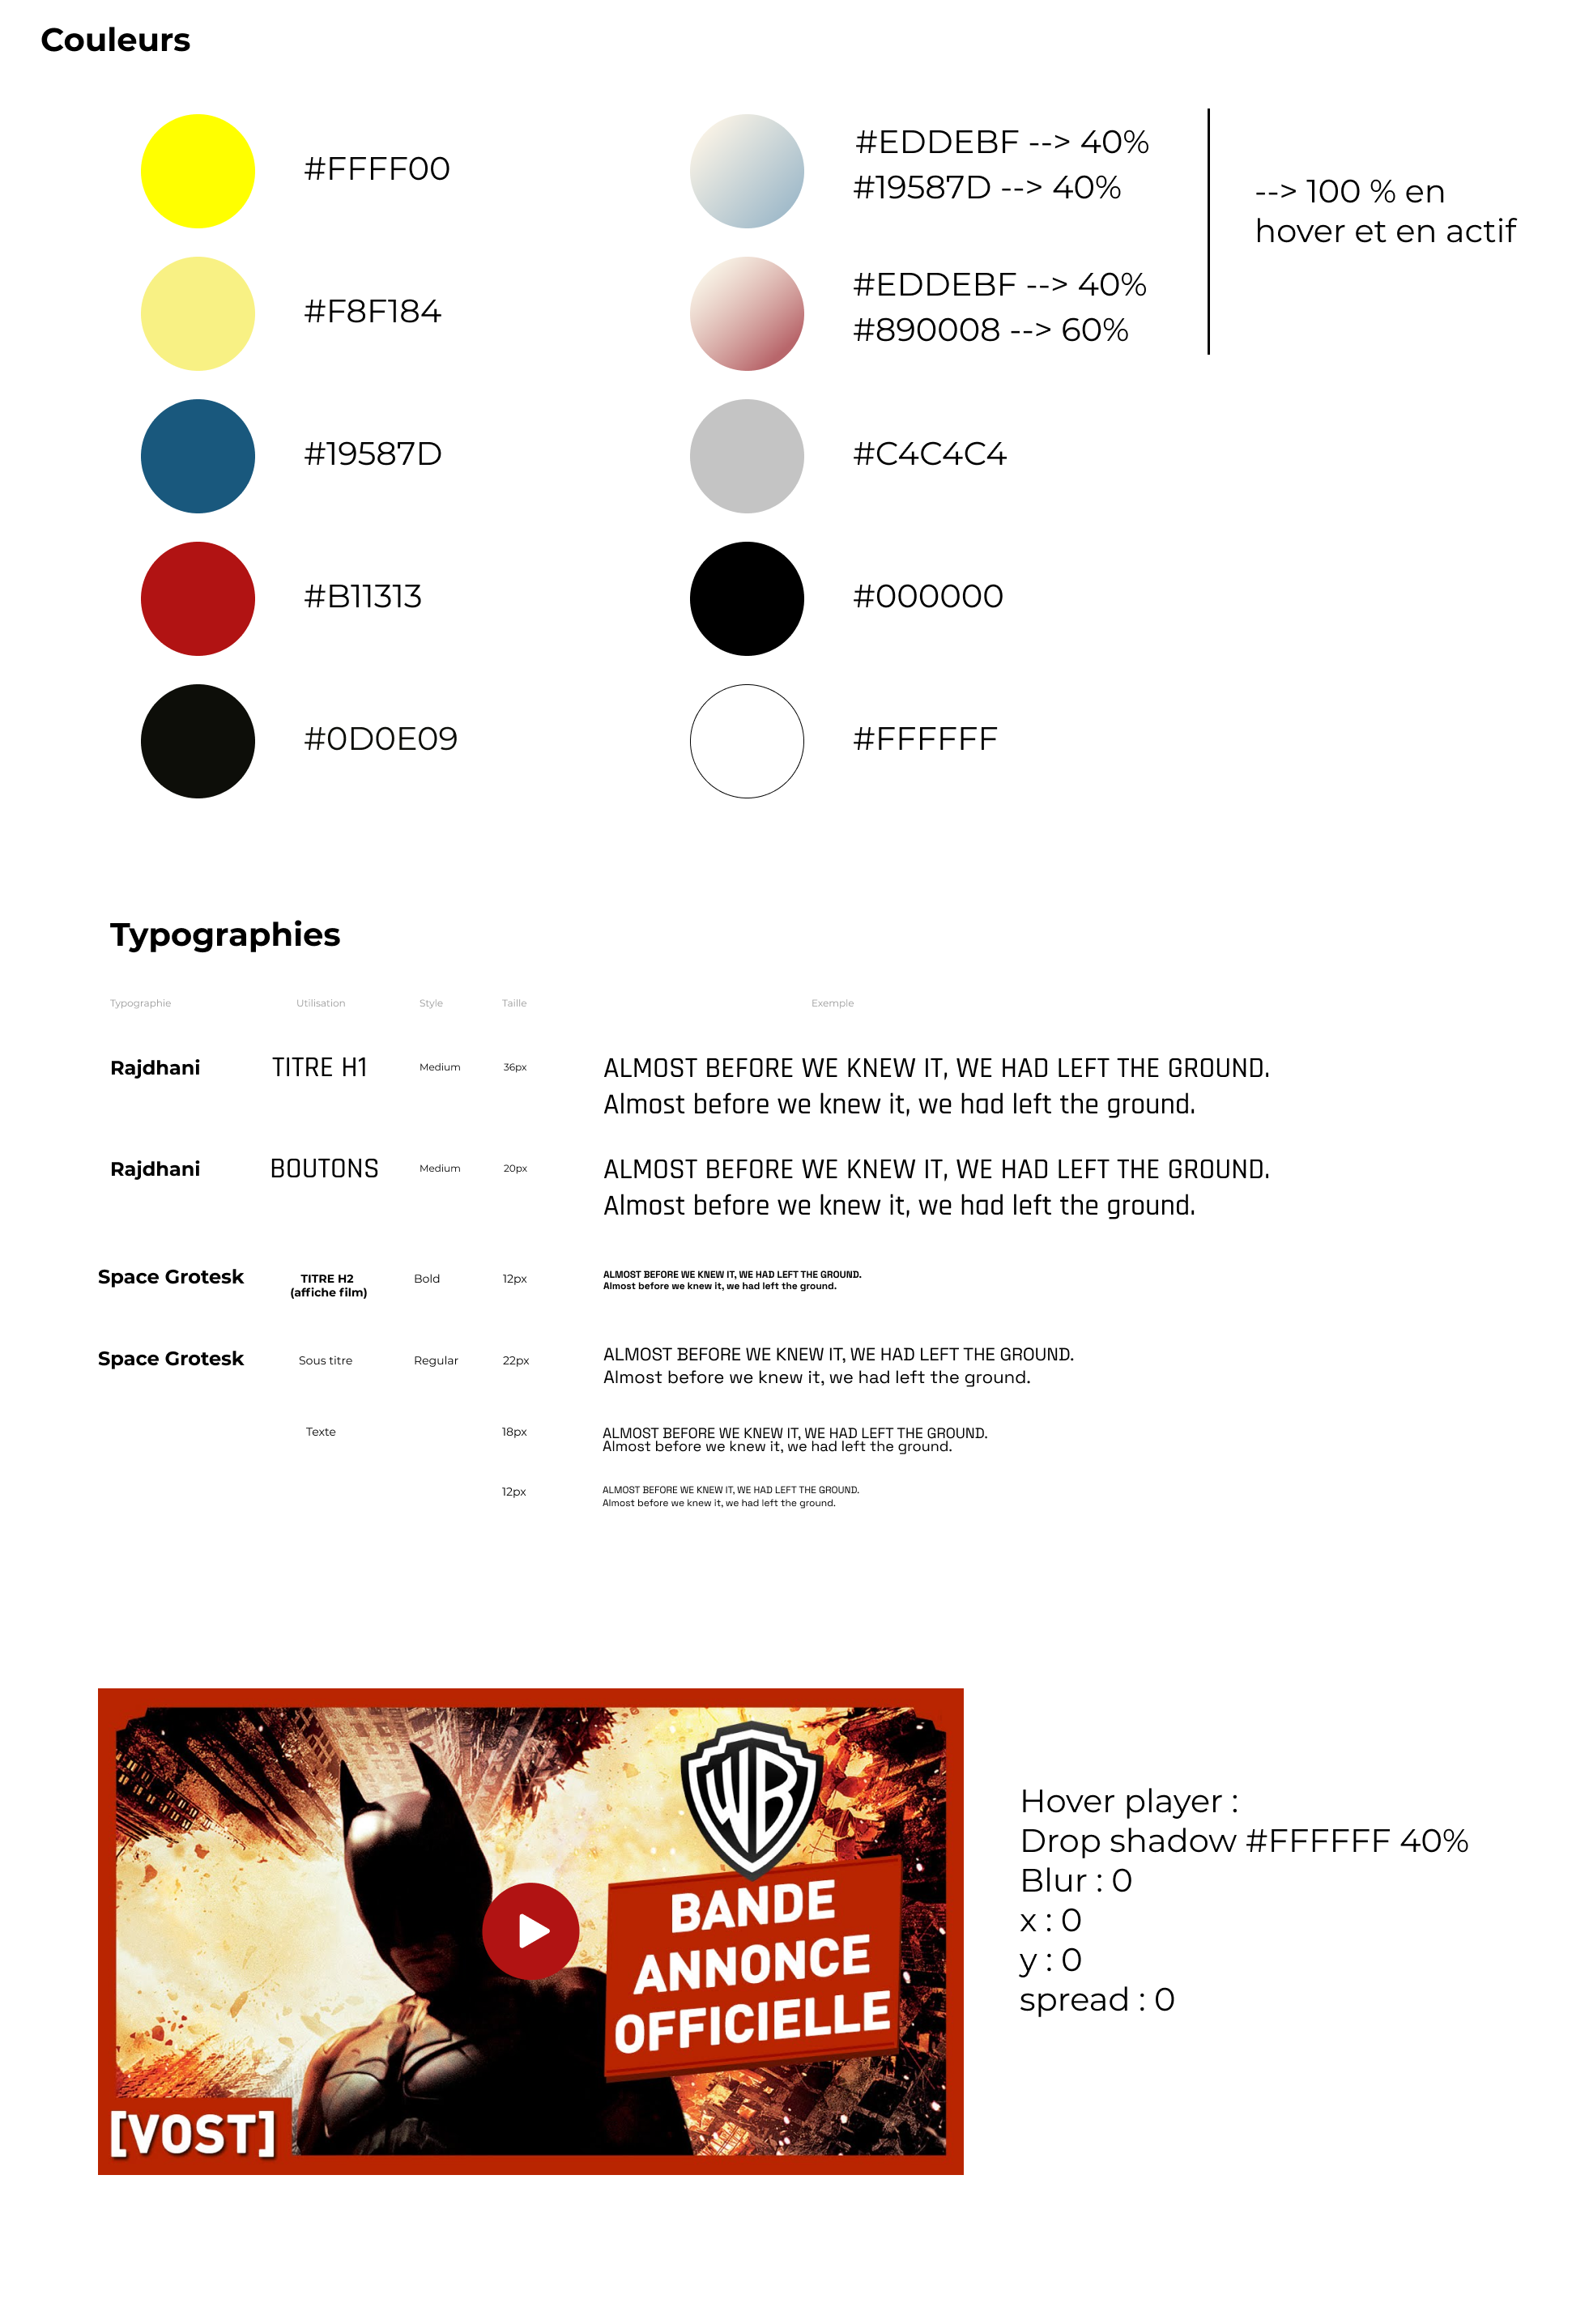 Couleurs
#FFFF00
#F8F184
#19587D
#B11313
#0D0E09
#EDDEBF --> 40%
#19587D --> 40%
#EDDEBF --> 40%
#890008 --> 60%
--> 100 % en
hover et en actif
#C4C4C4
#000000
#FFFFFF
Typographies
Typographie Utilisation Style Taille Exemple
Rajdhani TITRE H1 Medium 36px ALMOST BEFORE WE KNEW IT, WE HAD LEFT THE GROUND.
Almost before we knew it, we had left the ground.
Rajdhani BOUTONS Medium 20px ALMOST BEFORE WE KNEW IT, WE HAD LEFT THE GROUND.
Almost before we knew it, we had left the ground.
Space Grotesk TITRE H2 Bold 12px ALMOST BEFORE WE KNEW IT, WE HAD LEFT THE GROUND.
(affiche film) Almost before we knew it, we had left the ground.
Space Grotesk Sous titre Regular 22px ALMOST BEFORE WE KNEW IT, WE HAD LEFT THE GROUND.
Almost before we knew it, we had left the ground.
Texte 18px ALMOST BEFORE WE KNEW IT, WE HAD LEFT THE GROUND.
Almost before we knew it, we had left the ground.
12px ALMOST BEFORE WE KNEW IT, WE HAD LEFT THE GROUND.
Almost before we knew it, we had left the ground.
WB
BANDE
ANNONCE
OFFICIELLE
[VOST]
Hover player :
Drop shadow #FFFFFF 40%
Blur : 0
x : 0
y : 0
spread : 0